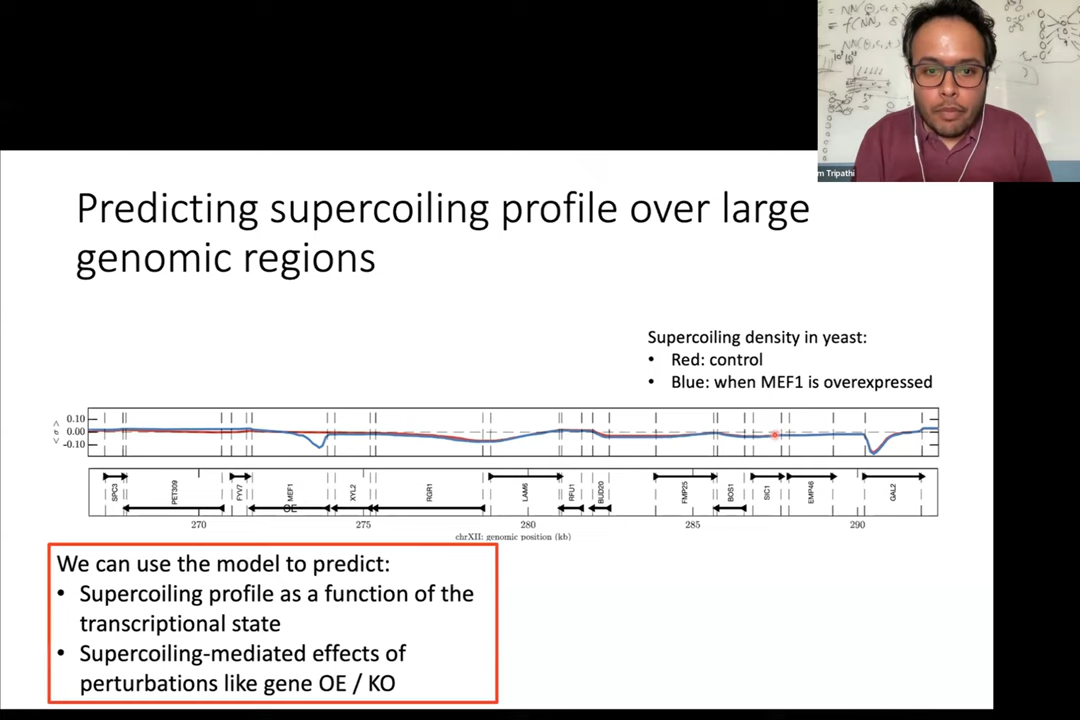 m Tripathi
Predicting supercoiling profile over large
genomic regions
Supercoiling density in yeast:
• Red: control
• Blue: when MEF1 is overexpressed
0.10
0.00
-0.10
< σ >
SPC3
PET309
FYV7
MEF1
OE
XYL2
RGR1
LAM6
RFU1
BUD20
FMP25
BOS1
SIC1
EMP46
GAL2
270
275
280
285
290
chrXII: genomic position (kb)
We can use the model to predict:
• Supercoiling profile as a function of the
transcriptional state
• Supercoiling-mediated effects of
perturbations like gene OE / KO